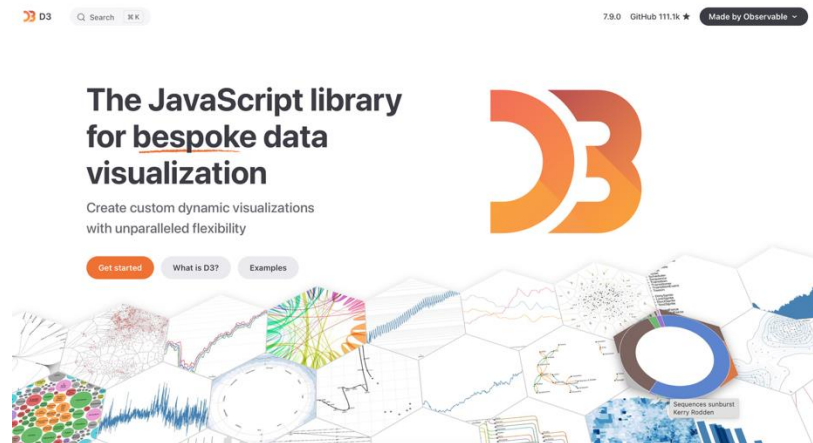 D3
Search ⌘ K
7.9.0 GitHub 111.1k ★ Made by Observable
The JavaScript library
for bespoke data
visualization
Create custom dynamic visualizations
with unparalleled flexibility
Get started What is D3? Examples
D3
Sequences sunburst
Kerry Rodden